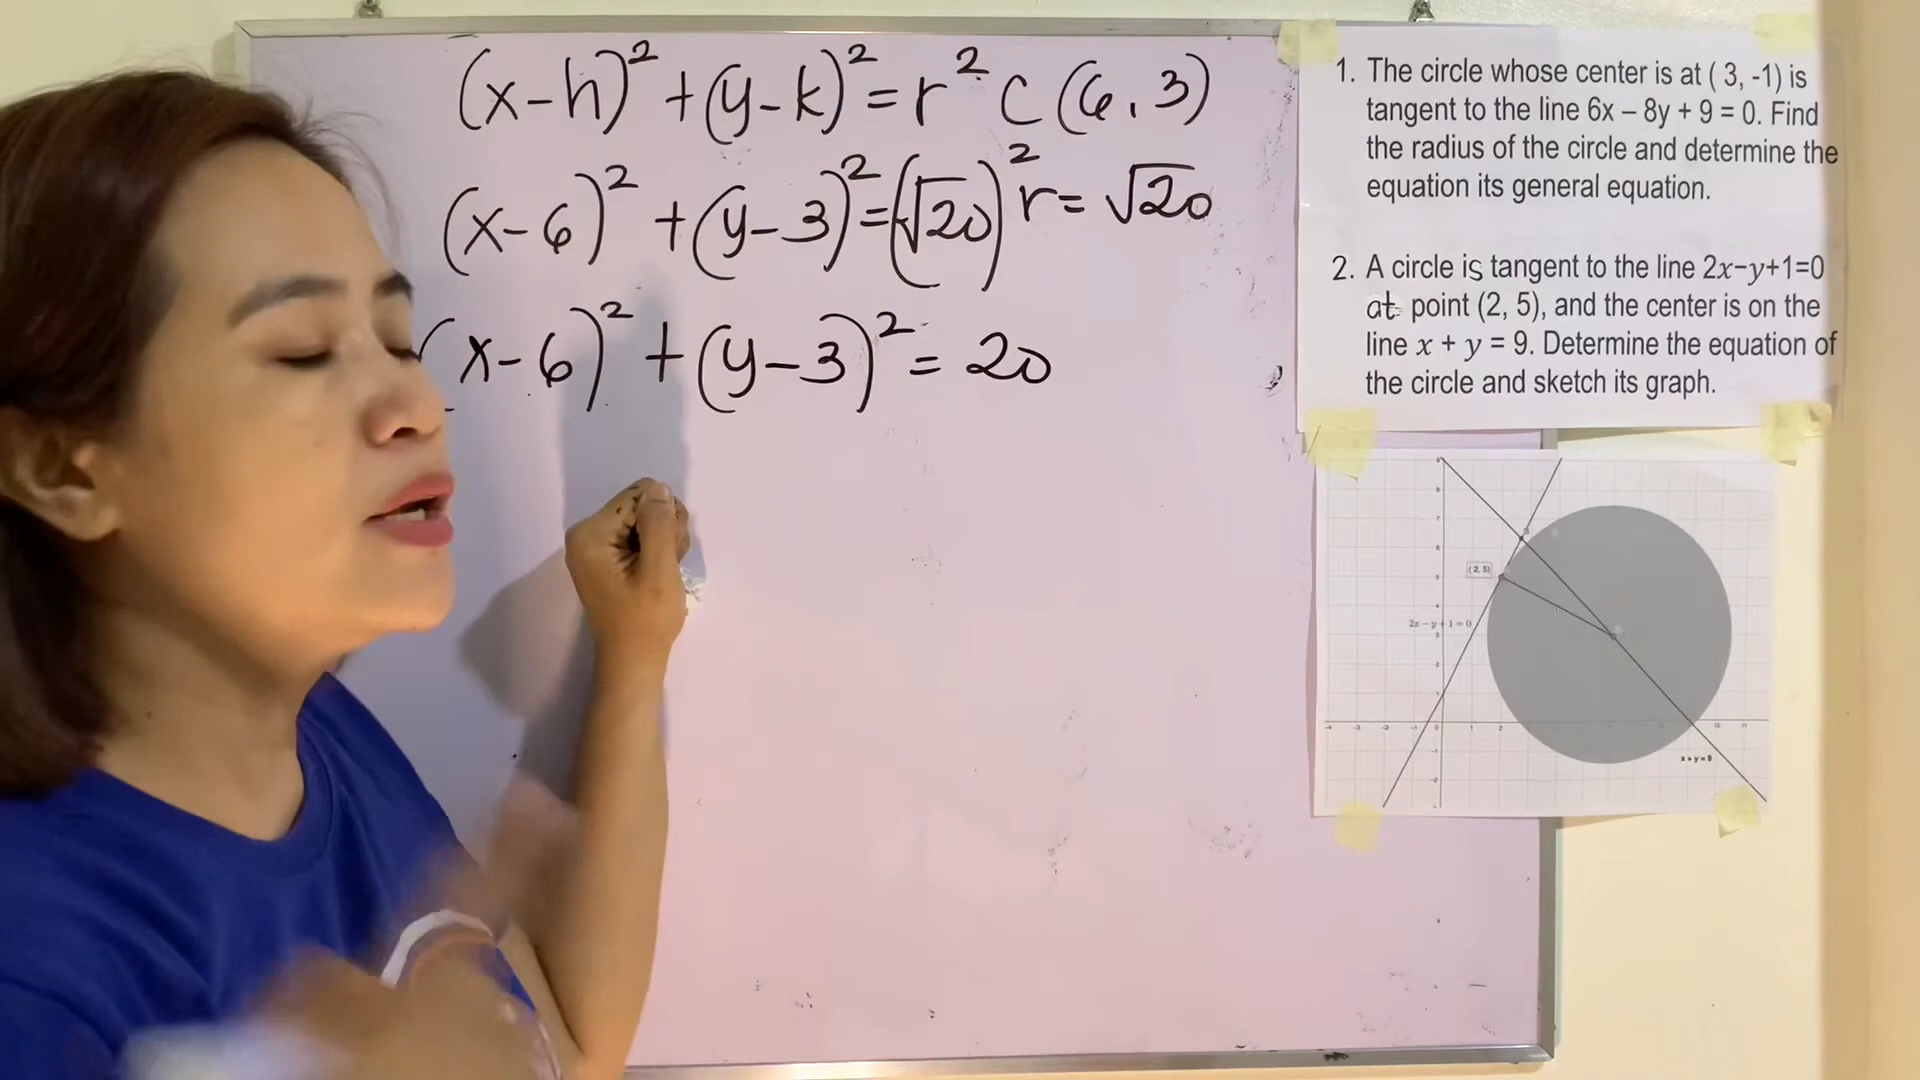 (x-h)² + (y-k)² = r² C (6, 3)
(x-6)² + (y-3)² = (√20)² r = √20
(x-6)² + (y-3)² = 20
1. The circle whose center is at ( 3, -1) is
tangent to the line 6x – 8y + 9 = 0. Find
the radius of the circle and determine the
equation its general equation.
2. A circle is tangent to the line 2x−y+1=0
at point (2, 5), and the center is on the
line x + y = 9. Determine the equation of
the circle and sketch its graph.
(2, 5)
2x − y + 1 = 0
x + y = 9